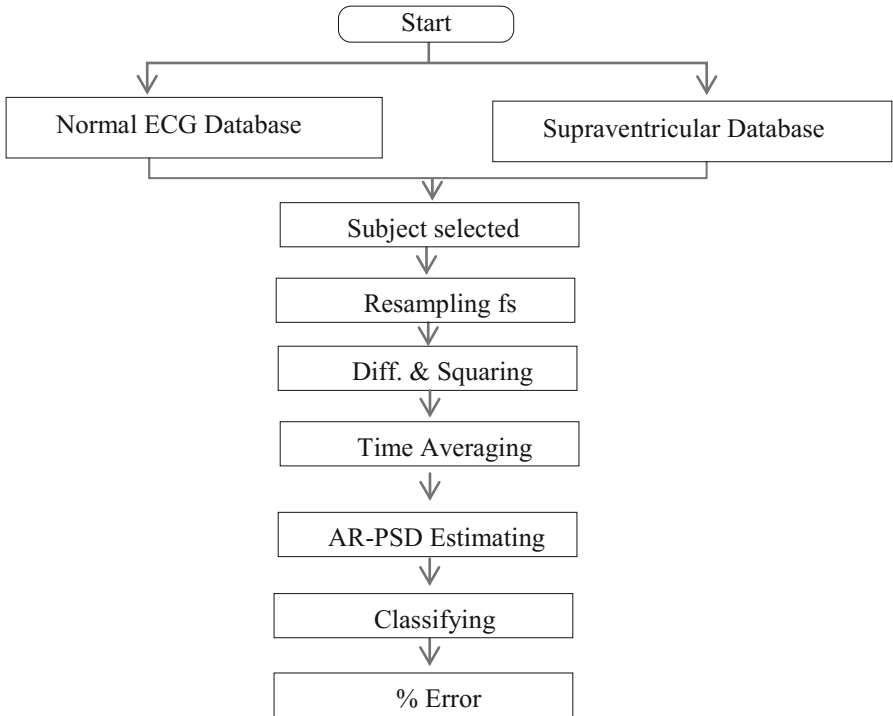 Start
Normal ECG Database
Supraventricular Database
Subject selected
Resampling fs
Diff. & Squaring
Time Averaging
AR-PSD Estimating
Classifying
% Error